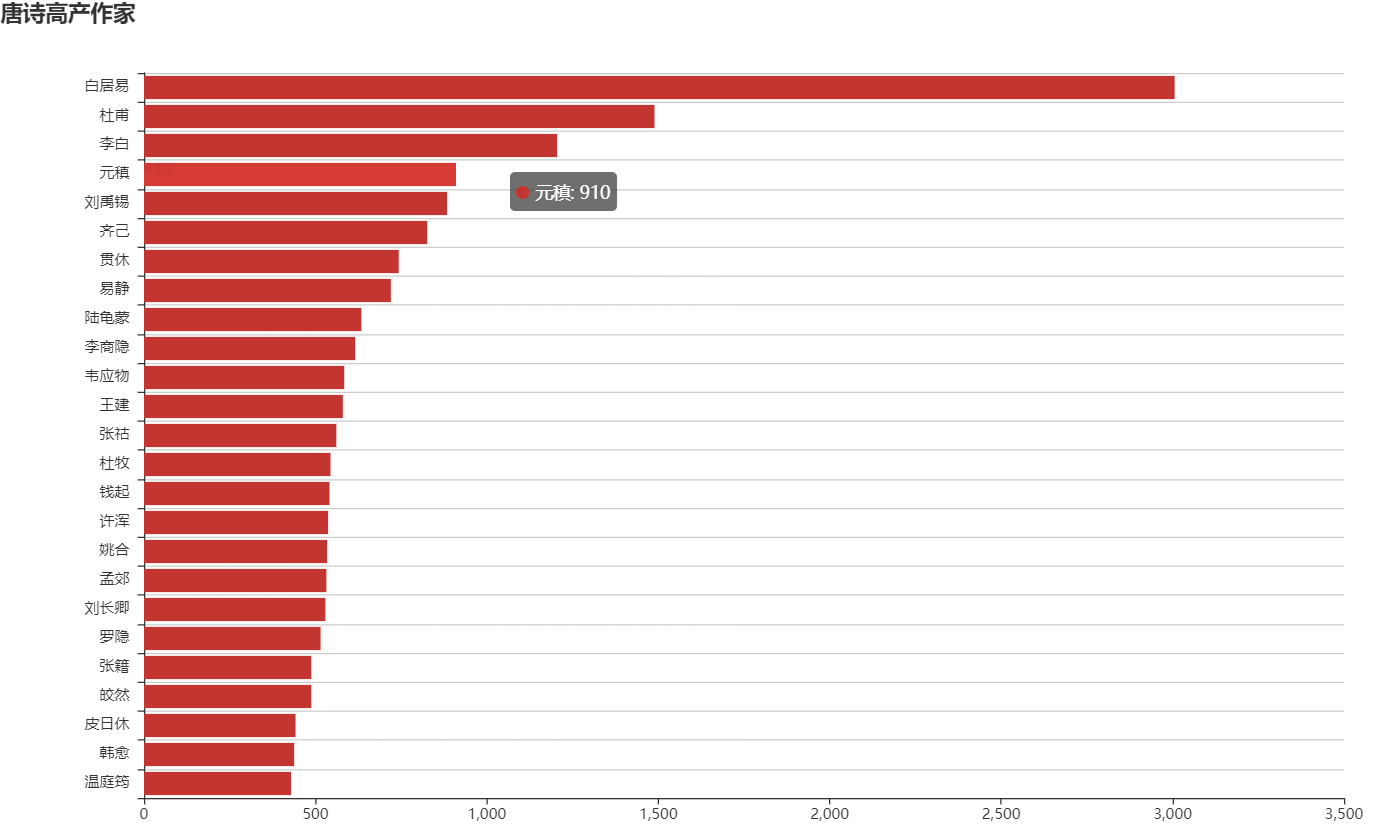 唐诗高产作家
白居易
杜甫
李白
元稹 910
元稹: 910
刘禹锡
齐己
贯休
易静
陆龟蒙
李商隐
韦应物
王建
张祜
杜牧
钱起
许浑
姚合
孟郊
刘长卿
罗隐
张籍
皎然
皮日休
韩愈
温庭筠
0 500 1,000 1,500 2,000 2,500 3,000 3,500